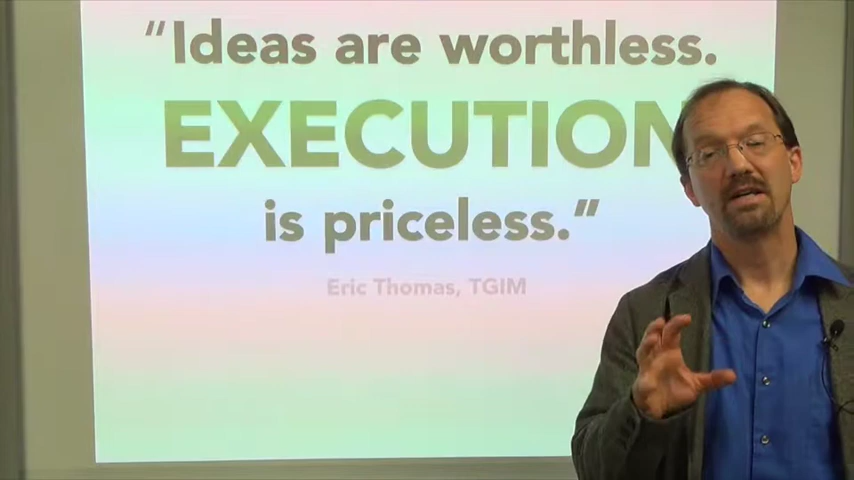 “Ideas are worthless.
EXECUTION
is priceless.”
Eric Thomas, TGIM